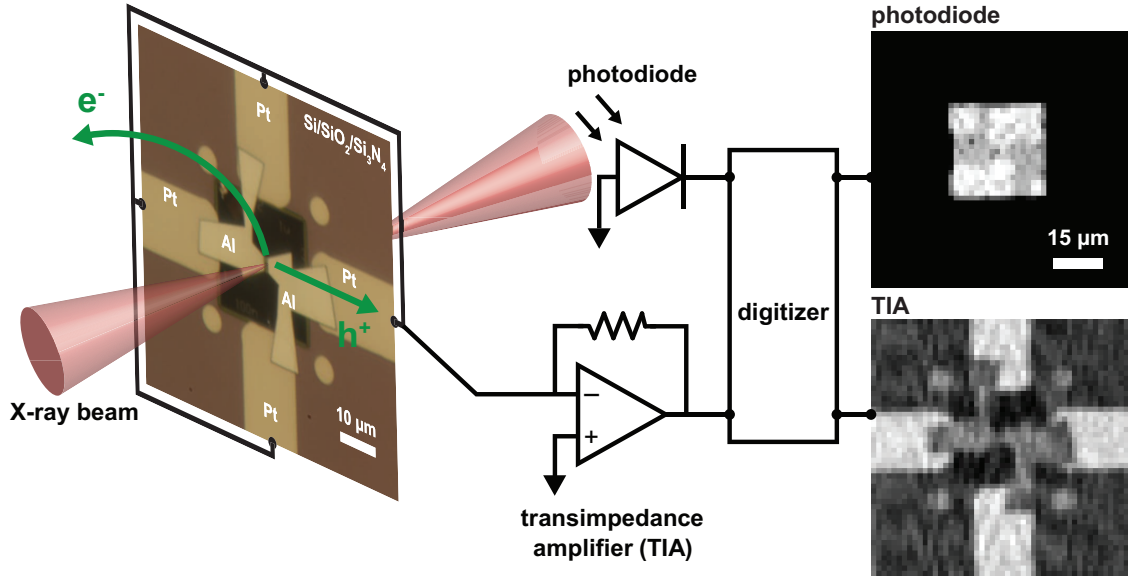 photodiode
photodiode
e⁻
Pt
Si/SiO₂/Si₃N₄
Pt
Al
Pt
Al
h⁺
15 µm
TIA
digitizer
X-ray beam
Pt
10 µm
−
+
transimpedance
amplifier (TIA)